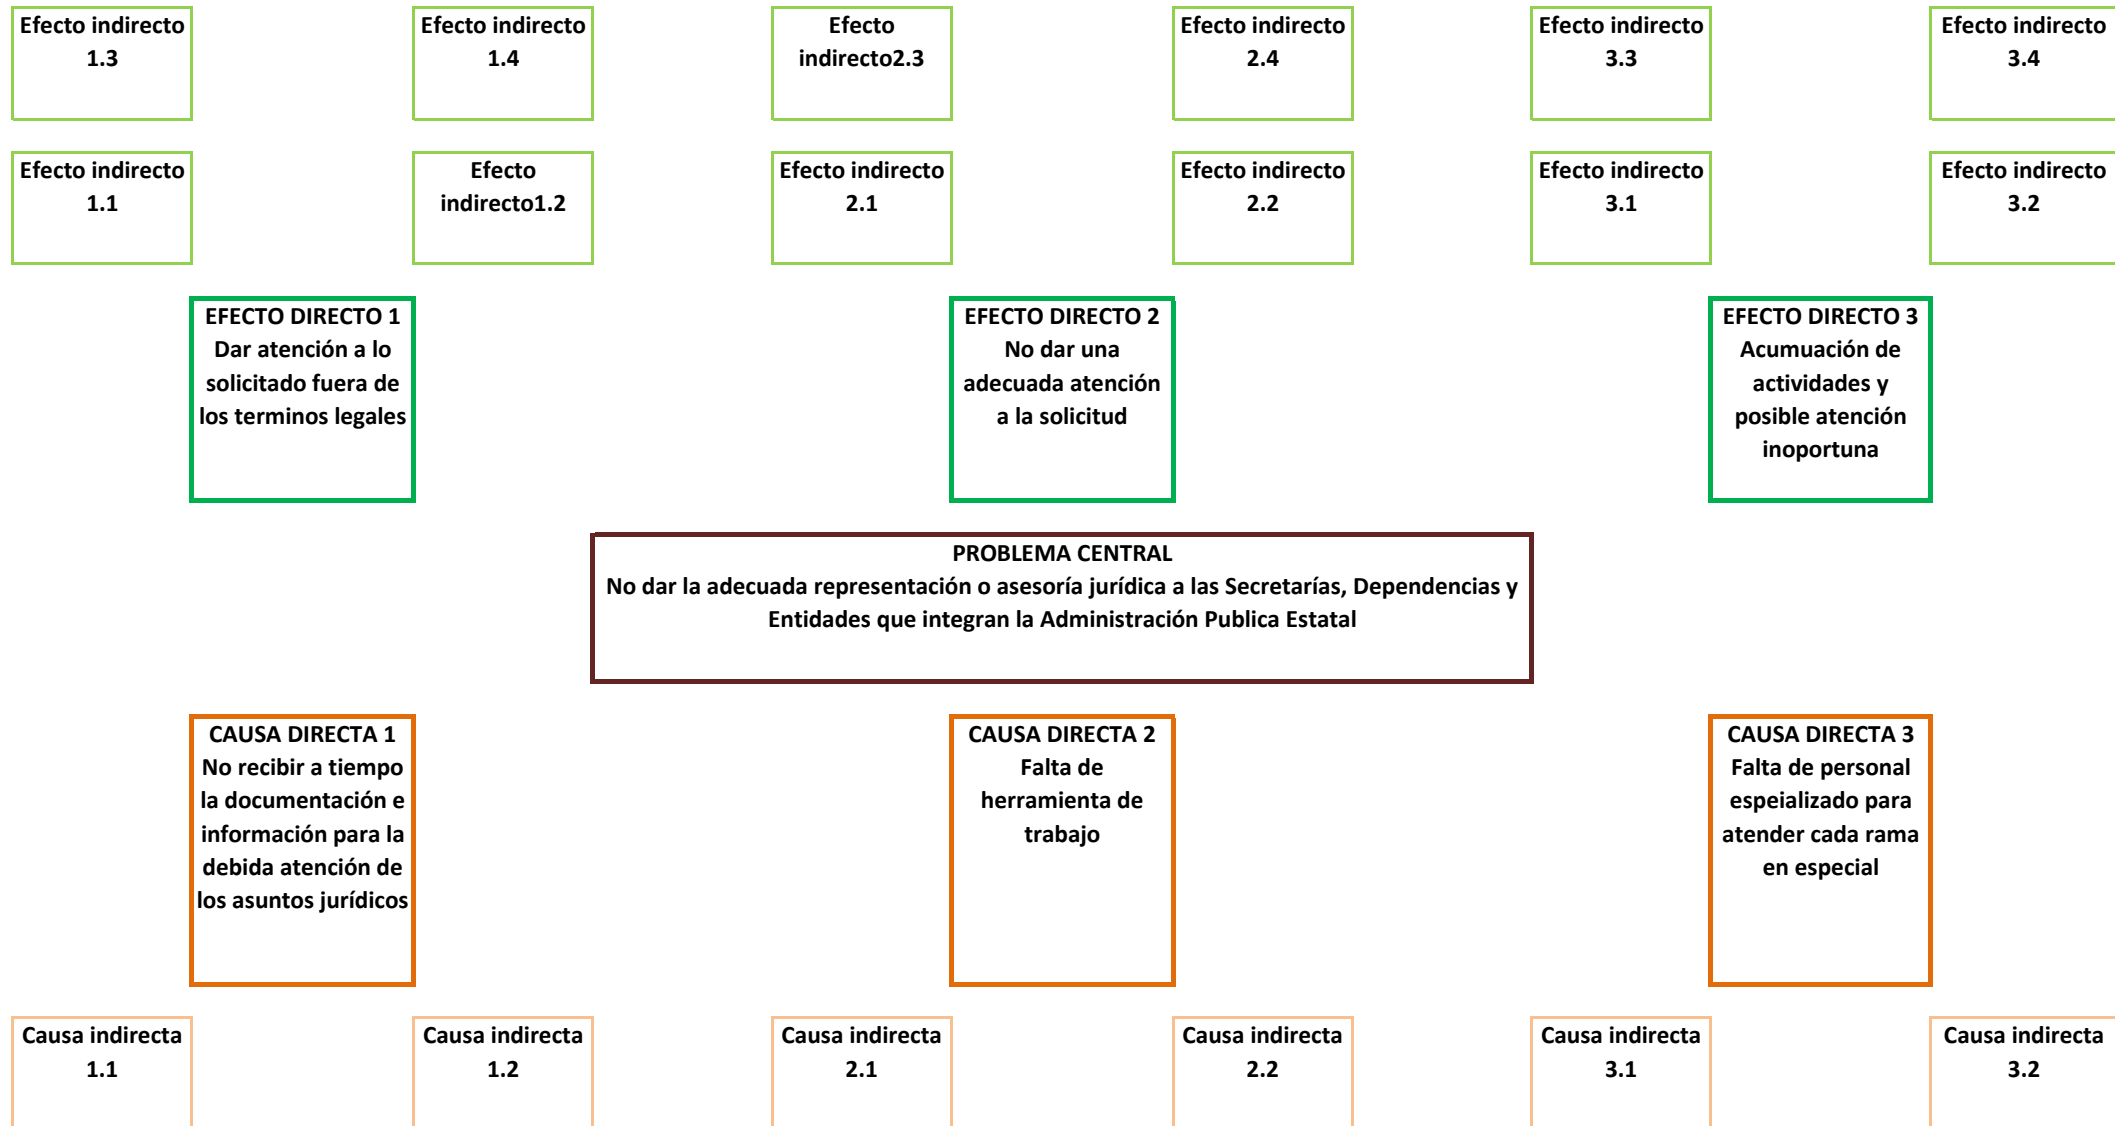 Efecto indirecto
1.3
Efecto indirecto
1.4
Efecto
indirecto2.3
Efecto indirecto
2.4
Efecto indirecto
3.3
Efecto indirecto
3.4
Efecto indirecto
1.1
Efecto
indirecto1.2
Efecto indirecto
2.1
Efecto indirecto
2.2
Efecto indirecto
3.1
Efecto indirecto
3.2
EFECTO DIRECTO 1
Dar atención a lo
solicitado fuera de
los terminos legales
EFECTO DIRECTO 2
No dar una
adecuada atención
a la solicitud
EFECTO DIRECTO 3
Acumuación de
actividades y
posible atención
inoportuna
PROBLEMA CENTRAL
No dar la adecuada representación o asesoría jurídica a las Secretarías, Dependencias y
Entidades que integran la Administración Publica Estatal
CAUSA DIRECTA 1
No recibir a tiempo
la documentación e
información para la
debida atención de
los asuntos jurídicos
CAUSA DIRECTA 2
Falta de
herramienta de
trabajo
CAUSA DIRECTA 3
Falta de personal
espeializado para
atender cada rama
en especial
Causa indirecta
1.1
Causa indirecta
1.2
Causa indirecta
2.1
Causa indirecta
2.2
Causa indirecta
3.1
Causa indirecta
3.2